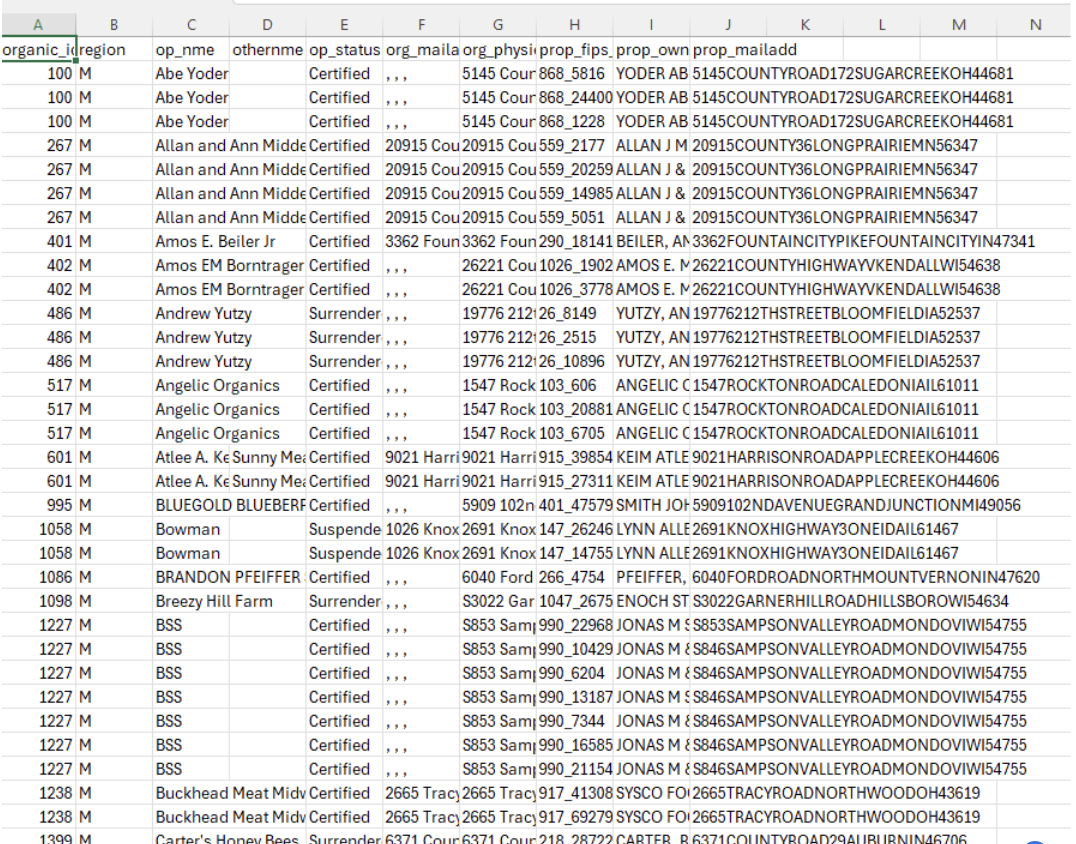 A B C D E F G H I J K L M N
organic_id region op_nme othernme op_status org_maila org_physi prop_fips_ prop_own prop_mailadd
100 M Abe Yoder Certified , , , 5145 Coun 868_5816 YODER AB 5145COUNTYROAD172SUGARCREEKOH44681
100 M Abe Yoder Certified , , , 5145 Coun 868_24400 YODER AB 5145COUNTYROAD172SUGARCREEKOH44681
100 M Abe Yoder Certified , , , 5145 Coun 868_1228 YODER AB 5145COUNTYROAD172SUGARCREEKOH44681
267 M Allan and Ann Midde Certified 20915 Cou 20915 Cou 559_2177 ALLAN J M 20915COUNTY36LONGPRAIRIEMN56347
267 M Allan and Ann Midde Certified 20915 Cou 20915 Cou 559_20259 ALLAN J & 20915COUNTY36LONGPRAIRIEMN56347
267 M Allan and Ann Midde Certified 20915 Cou 20915 Cou 559_14985 ALLAN J & 20915COUNTY36LONGPRAIRIEMN56347
267 M Allan and Ann Midde Certified 20915 Cou 20915 Cou 559_5051 ALLAN J & 20915COUNTY36LONGPRAIRIEMN56347
401 M Amos E. Beiler Jr Certified 3362 Foun 3362 Foun 290_18141 BEILER, AN 3362FOUNTAINCITYPIKEFOUNTAINCITYIN47341
402 M Amos EM Borntrager Certified , , , 26221 Cou 1026_1902 AMOS E. M 26221COUNTYHIGHWAYVKENDALLWI54638
402 M Amos EM Borntrager Certified , , , 26221 Cou 1026_3778 AMOS E. M 26221COUNTYHIGHWAYVKENDALLWI54638
486 M Andrew Yutzy Surrender , , , 19776 212t 26_8149 YUTZY, AN 19776212THSTREETBLOOMFIELDIA52537
486 M Andrew Yutzy Surrender , , , 19776 212t 26_2515 YUTZY, AN 19776212THSTREETBLOOMFIELDIA52537
486 M Andrew Yutzy Surrender , , , 19776 212t 26_10896 YUTZY, AN 19776212THSTREETBLOOMFIELDIA52537
517 M Angelic Organics Certified , , , 1547 Rock 103_606 ANGELIC C 1547ROCKTONROADCALEDONIAIL61011
517 M Angelic Organics Certified , , , 1547 Rock 103_20881 ANGELIC C 1547ROCKTONROADCALEDONIAIL61011
517 M Angelic Organics Certified , , , 1547 Rock 103_6705 ANGELIC C 1547ROCKTONROADCALEDONIAIL61011
601 M Atlee A. Ke Sunny Mea Certified 9021 Harri 9021 Harri 915_39854 KEIM ATLE 9021HARRISONROADAPPLECREEKOH44606
601 M Atlee A. Ke Sunny Mea Certified 9021 Harri 9021 Harri 915_27311 KEIM ATLE 9021HARRISONROADAPPLECREEKOH44606
995 M BLUEGOLD BLUEBERF Certified , , , 5909 102n 401_47579 SMITH JOH 5909102NDAVENUEGRANDJUNCTIONMI49056
1058 M Bowman Suspende 1026 Knox 2691 Knox 147_26246 LYNN ALLE 2691KNOXHIGHWAY3ONEIDAIL61467
1058 M Bowman Suspende 1026 Knox 2691 Knox 147_14755 LYNN ALLE 2691KNOXHIGHWAY3ONEIDAIL61467
1086 M BRANDON PFEIFFER Certified , , , 6040 Ford 266_4754 PFEIFFER, 6040FORDROADNORTHMOUNTVERNONIN47620
1098 M Breezy Hill Farm Surrender , , , S3022 Gar 1047_2675 ENOCH ST S3022GARNERHILLROADHILLSBOROWI54634
1227 M BSS Certified , , , S853 Samp 990_22968 JONAS M S S853SAMPSONVALLEYROADMONDOVIWI54755
1227 M BSS Certified , , , S853 Samp 990_10429 JONAS M & S846SAMPSONVALLEYROADMONDOVIWI54755
1227 M BSS Certified , , , S853 Samp 990_6204 JONAS M & S846SAMPSONVALLEYROADMONDOVIWI54755
1227 M BSS Certified , , , S853 Samp 990_13187 JONAS M S S846SAMPSONVALLEYROADMONDOVIWI54755
1227 M BSS Certified , , , S853 Samp 990_7344 JONAS M & S846SAMPSONVALLEYROADMONDOVIWI54755
1227 M BSS Certified , , , S853 Samp 990_16585 JONAS M & S846SAMPSONVALLEYROADMONDOVIWI54755
1227 M BSS Certified , , , S853 Samp 990_21154 JONAS M & S846SAMPSONVALLEYROADMONDOVIWI54755
1238 M Buckhead Meat Midw Certified 2665 Tracy 2665 Tracy 917_41308 SYSCO FO 2665TRACYROADNORTHWOODOH43619
1238 M Buckhead Meat Midw Certified 2665 Tracy 2665 Tracy 917_69279 SYSCO FO 2665TRACYROADNORTHWOODOH43619
1399 M Carter's Honey Bees Surrender 6371 Coun 6371 Coun 218_28722 CARTER, R 6371COUNTYROAD29AUBURNIN46706